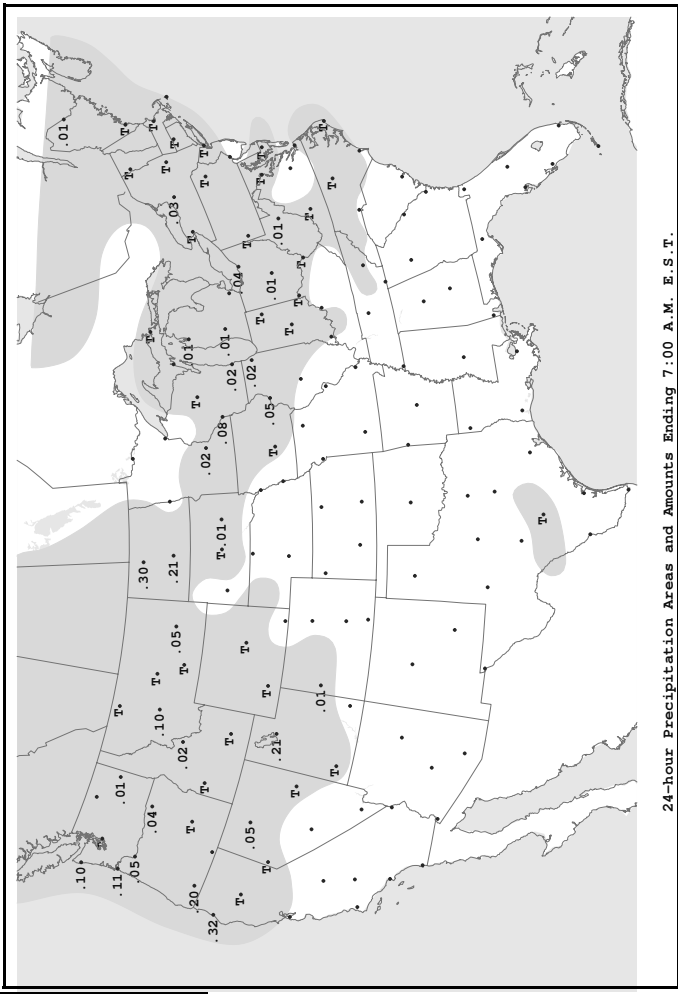 .01
.10
.11
T
.01
T
T
.05
.30
T
T
.04
T
.10
T
T
.03
.21
.05
T
.02
.01
T
T
.20
T
T
T
T
.02
.32
T
.01
.08
.01
T
.02
.04
T
T
T
.05
.02
T
T
T
T
T
.05
.01
T
.21
.01
T
T
T
T
T
.01
T
T
T
T
24-hour Precipitation Areas and Amounts Ending 7:00 A.M. E.S.T.